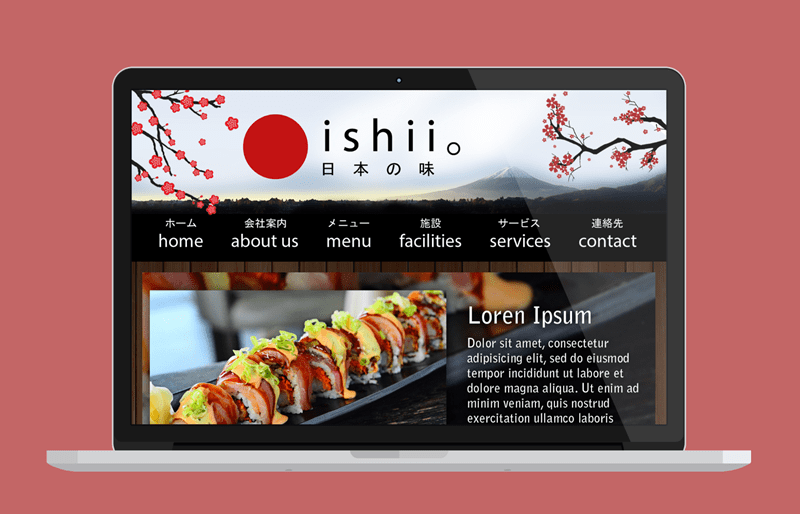 ishii。
日本の味
ホーム 会社案内 メニュー 施設 サービス 連絡先
home about us menu facilities services contact
Loren Ipsum
Dolor sit amet, consectetur
adipisicing elit, sed do eiusmod
tempor incididunt ut labore et
dolore magna aliqua. Ut enim ad
minim veniam, quis nostrud
exercitation ullamco laboris